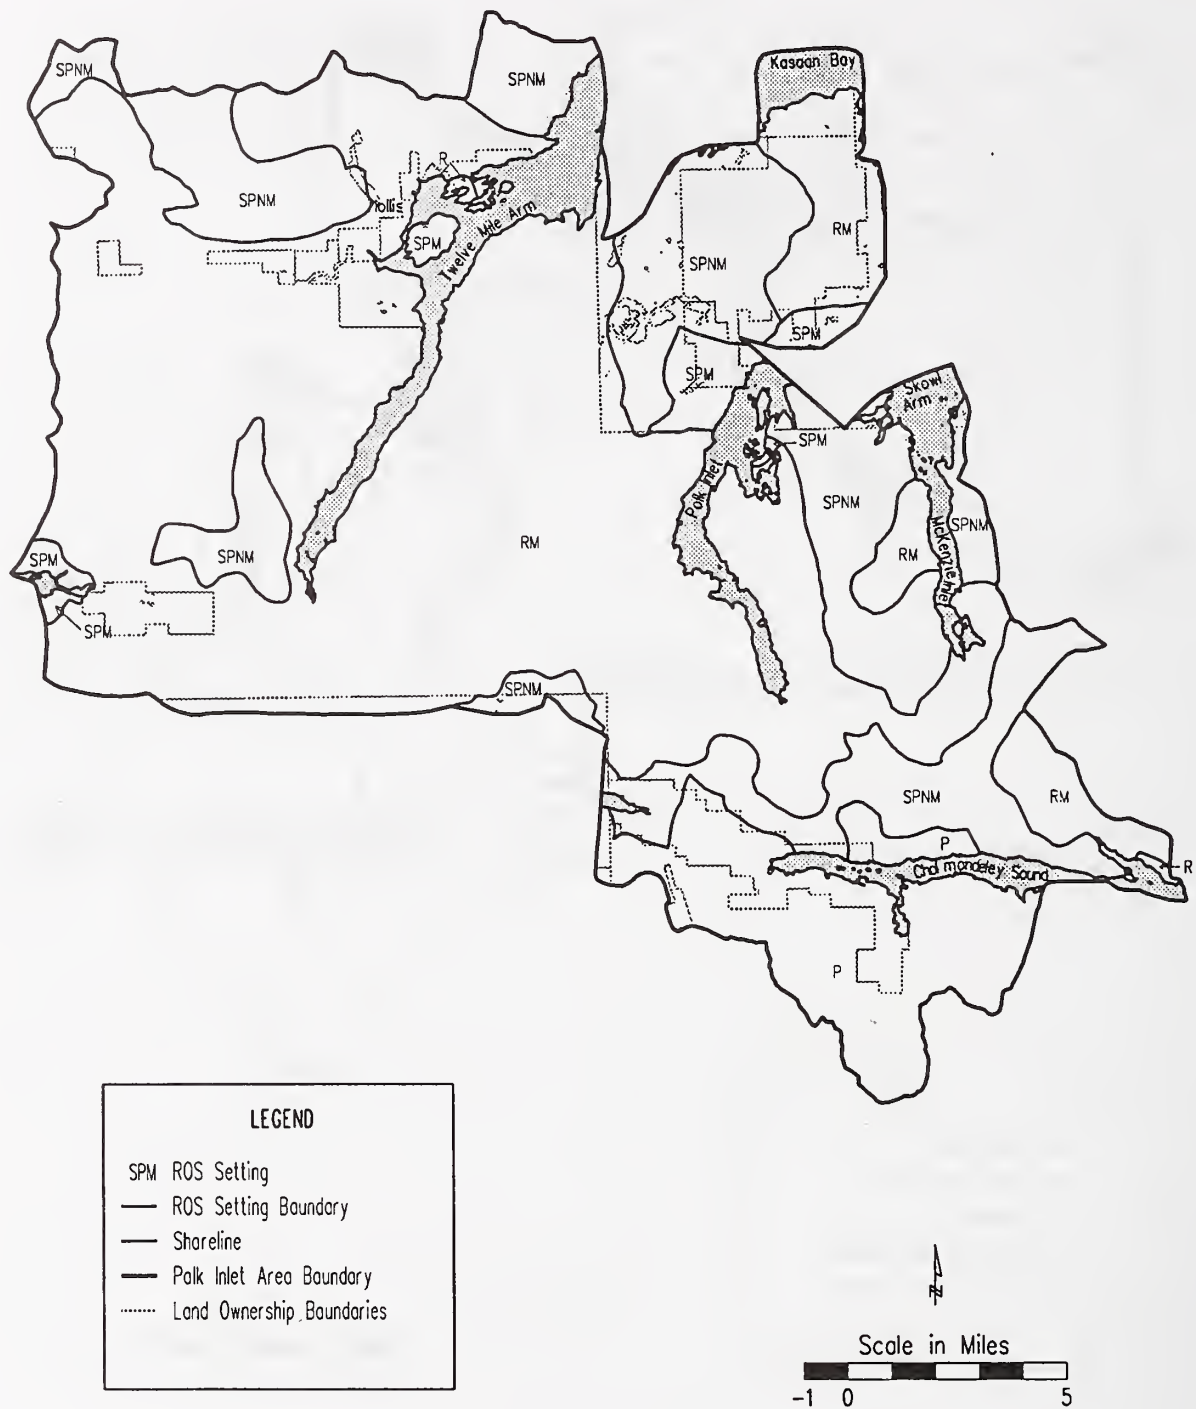 SPNM
SPNM
Kasaan Bay
R
SPNM
Hollis
SPM
Twelve Mile Arm
RM
SPNM
SPM
SPM
Skowl
Arm
SPM
Polk Inlet
SPNM
SPNM
RM
McKenzie Inlet
RM
SPNM
SPM
SPM
SPNM
SPNM
RM
P
R
Cholmondeley Sound
P
LEGEND
SPM ROS Setting
ROS Setting Boundary
Shoreline
Polk Inlet Area Boundary
Land Ownership Boundaries
N
Scale in Miles
-1 0 5